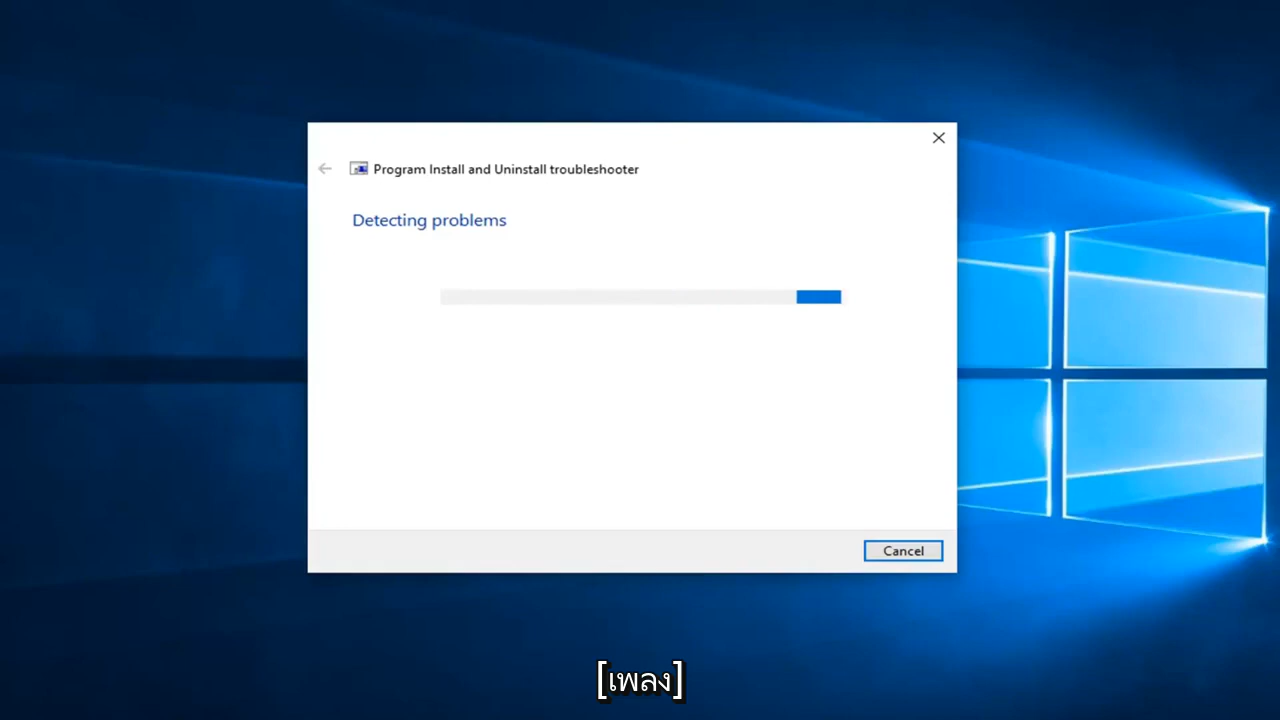 Program Install and Uninstall troubleshooter
Detecting problems
Cancel
[เพลง]